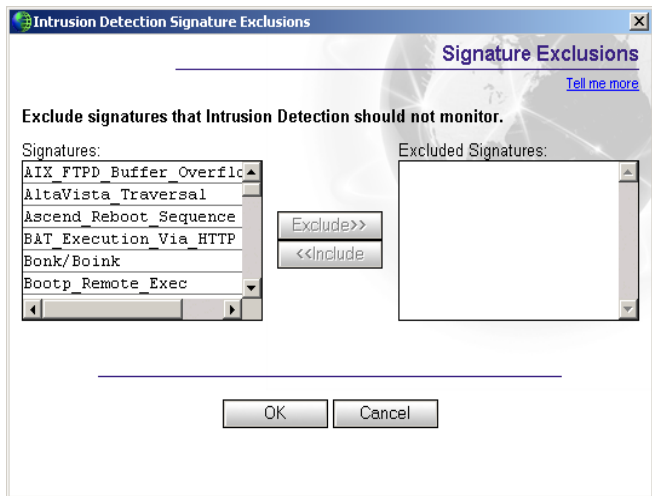 Intrusion Detection Signature Exclusions
Signature Exclusions
Tell me more
Exclude signatures that Intrusion Detection should not monitor.
Signatures:
Excluded Signatures:
AIX_FTPD_Buffer_Overflo
AltaVista_Traversal
Ascend_Reboot_Sequence
BAT_Execution_Via_HTTP
Bonk/Boink
Bootp_Remote_Exec
Exclude>>
<<Include
OK
Cancel